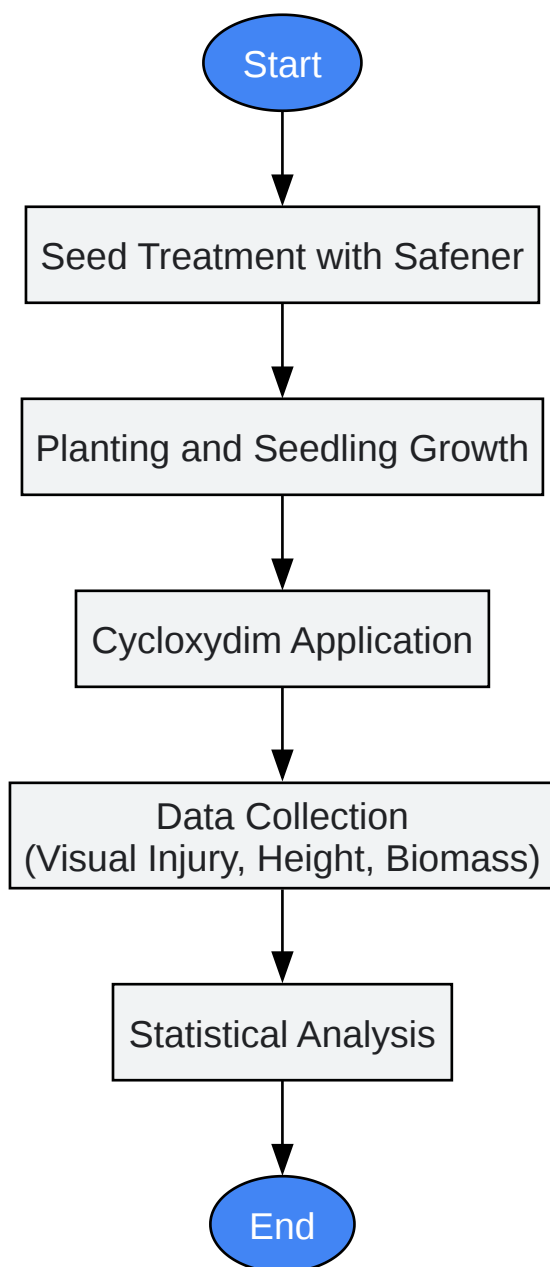 Start
Seed Treatment with Safener
Planting and Seedling Growth
Cycloxydim Application
Data Collection
(Visual Injury, Height, Biomass)
Statistical Analysis
End